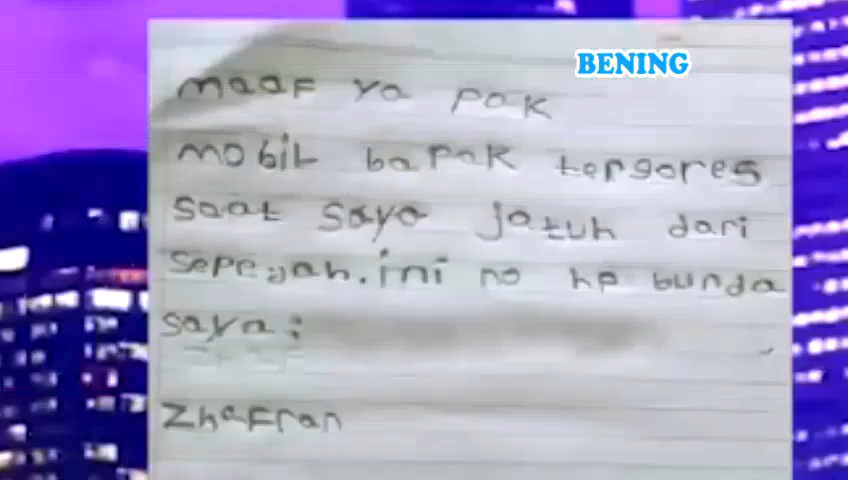 BENING
maaf ya pak
mobil bapak tergores
saat saya jatuh dari
sepedah.ini no hp bunda
saya:
Zhafran